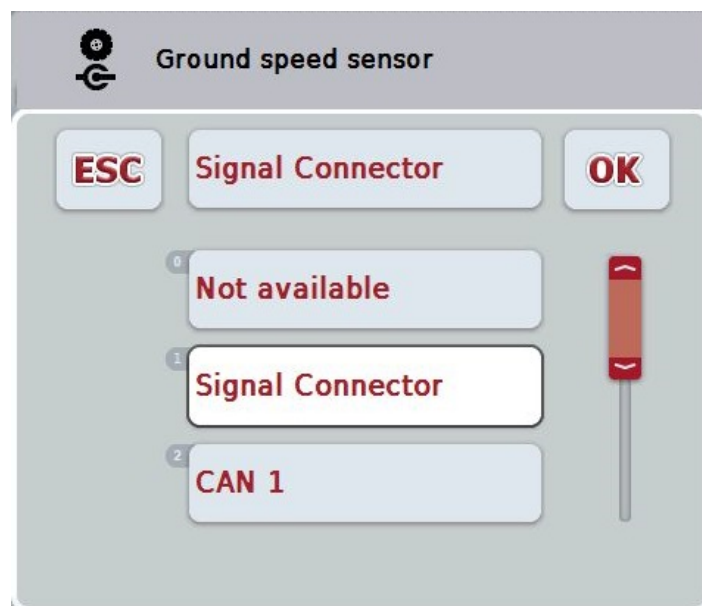 Ground speed sensor
ESC
Signal Connector
OK
0
Not available
1
Signal Connector
2
CAN 1